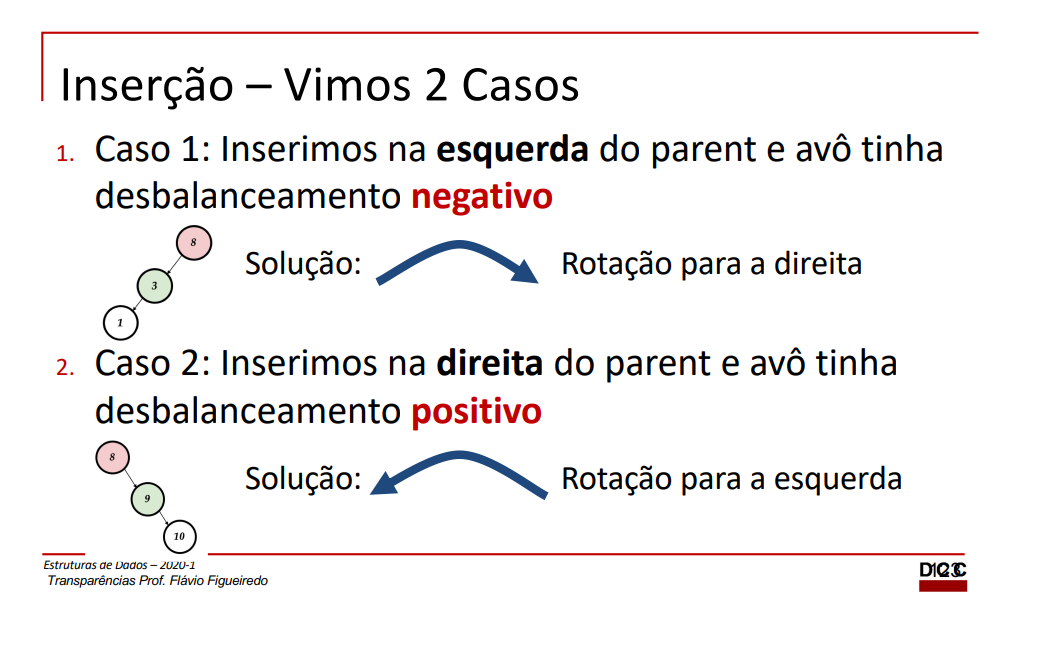 Inserção – Vimos 2 Casos
1. Caso 1: Inserimos na esquerda do parent e avô tinha
desbalanceamento negativo
8
Solução:
Rotação para a direita
3
1
2. Caso 2: Inserimos na direita do parent e avô tinha
desbalanceamento positivo
8
Solução:
Rotação para a esquerda
9
10
Estruturas de Dados – 2020-1
Transparências Prof. Flávio Figueiredo
DCC
123